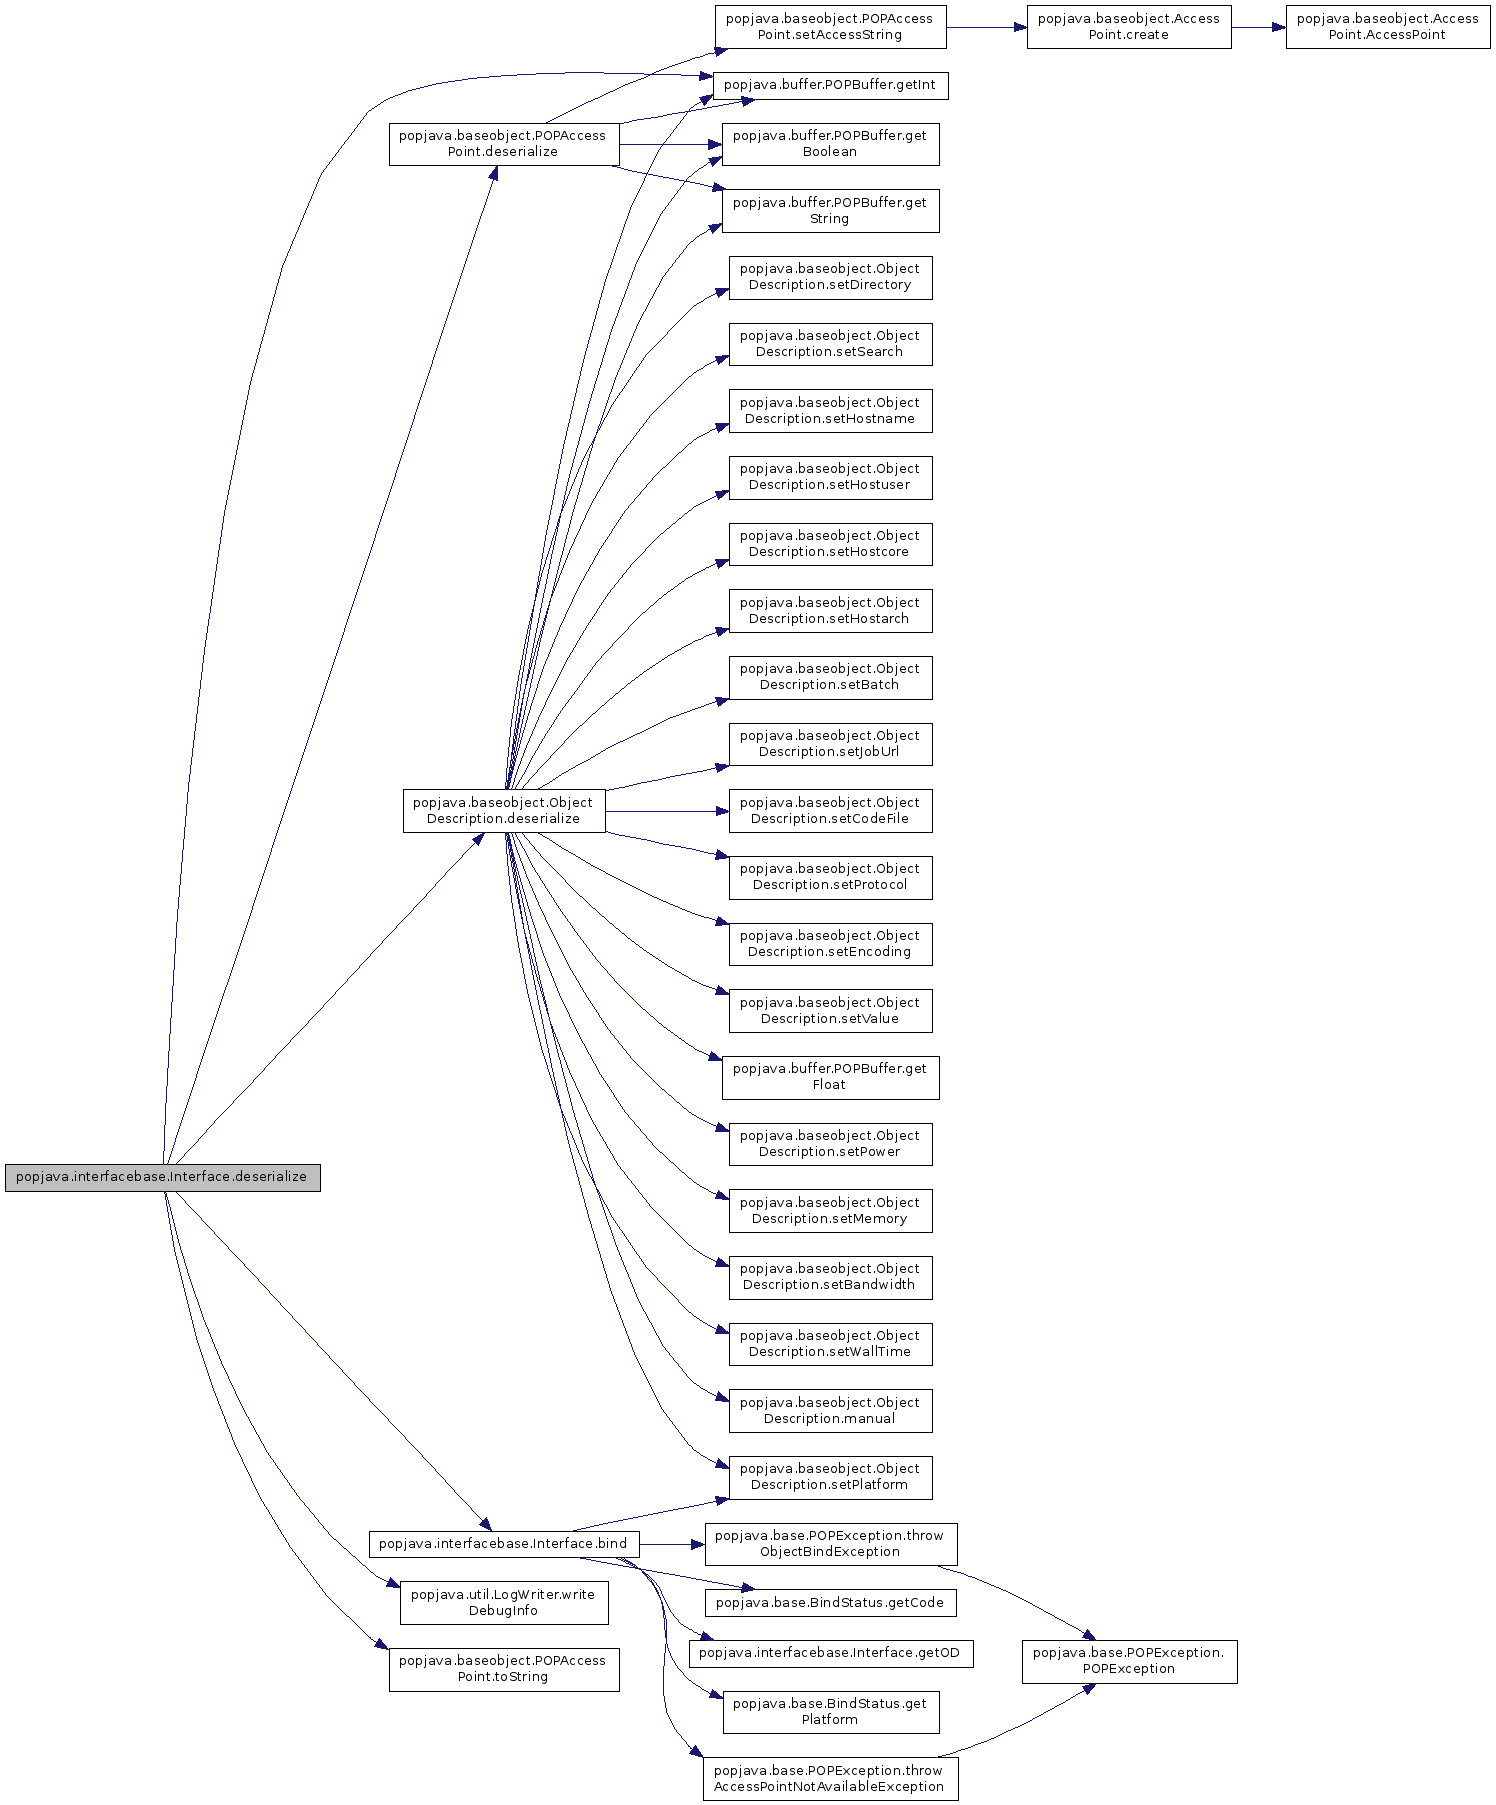 popjava.baseobject.POPAccess
Point.setAccessString
popjava.baseobject.Access
Point.create
popjava.baseobject.Access
Point.AccessPoint
popjava.buffer.POPBuffer.getInt
popjava.baseobject.POPAccess
Point.deserialize
popjava.buffer.POPBuffer.get
Boolean
popjava.buffer.POPBuffer.get
String
popjava.baseobject.Object
Description.setDirectory
popjava.baseobject.Object
Description.setSearch
popjava.baseobject.Object
Description.setHostname
popjava.baseobject.Object
Description.setHostuser
popjava.baseobject.Object
Description.setHostcore
popjava.baseobject.Object
Description.setHostarch
popjava.baseobject.Object
Description.setBatch
popjava.baseobject.Object
Description.setJobUrl
popjava.baseobject.Object
Description.deserialize
popjava.baseobject.Object
Description.setCodeFile
popjava.baseobject.Object
Description.setProtocol
popjava.baseobject.Object
Description.setEncoding
popjava.baseobject.Object
Description.setValue
popjava.buffer.POPBuffer.get
Float
popjava.baseobject.Object
Description.setPower
popjava.interfacebase.Interface.deserialize
popjava.baseobject.Object
Description.setMemory
popjava.baseobject.Object
Description.setBandwidth
popjava.baseobject.Object
Description.setWallTime
popjava.baseobject.Object
Description.manual
popjava.baseobject.Object
Description.setPlatform
popjava.interfacebase.Interface.bind
popjava.base.POPException.throw
ObjectBindException
popjava.util.LogWriter.write
DebugInfo
popjava.base.BindStatus.getCode
popjava.interfacebase.Interface.getOD
popjava.base.POPException.
POPException
popjava.baseobject.POPAccess
Point.toString
popjava.base.BindStatus.get
Platform
popjava.base.POPException.throw
AccessPointNotAvailableException